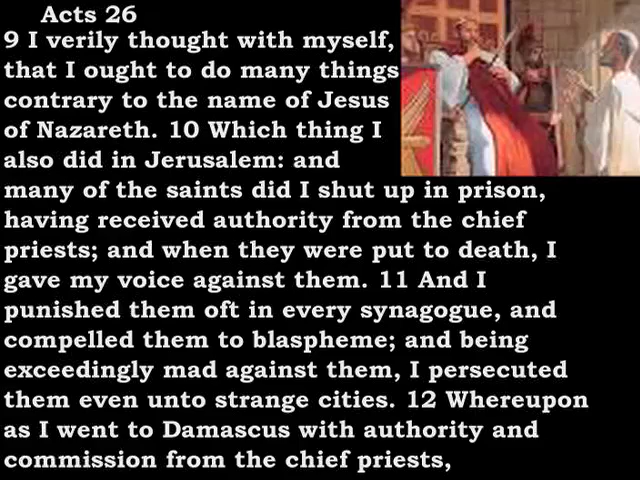 Acts 26
9 I verily thought with myself,
that I ought to do many things
contrary to the name of Jesus
of Nazareth. 10 Which thing I
also did in Jerusalem: and
many of the saints did I shut up in prison,
having received authority from the chief
priests; and when they were put to death, I
gave my voice against them. 11 And I
punished them oft in every synagogue, and
compelled them to blaspheme; and being
exceedingly mad against them, I persecuted
them even unto strange cities. 12 Whereupon
as I went to Damascus with authority and
commission from the chief priests,